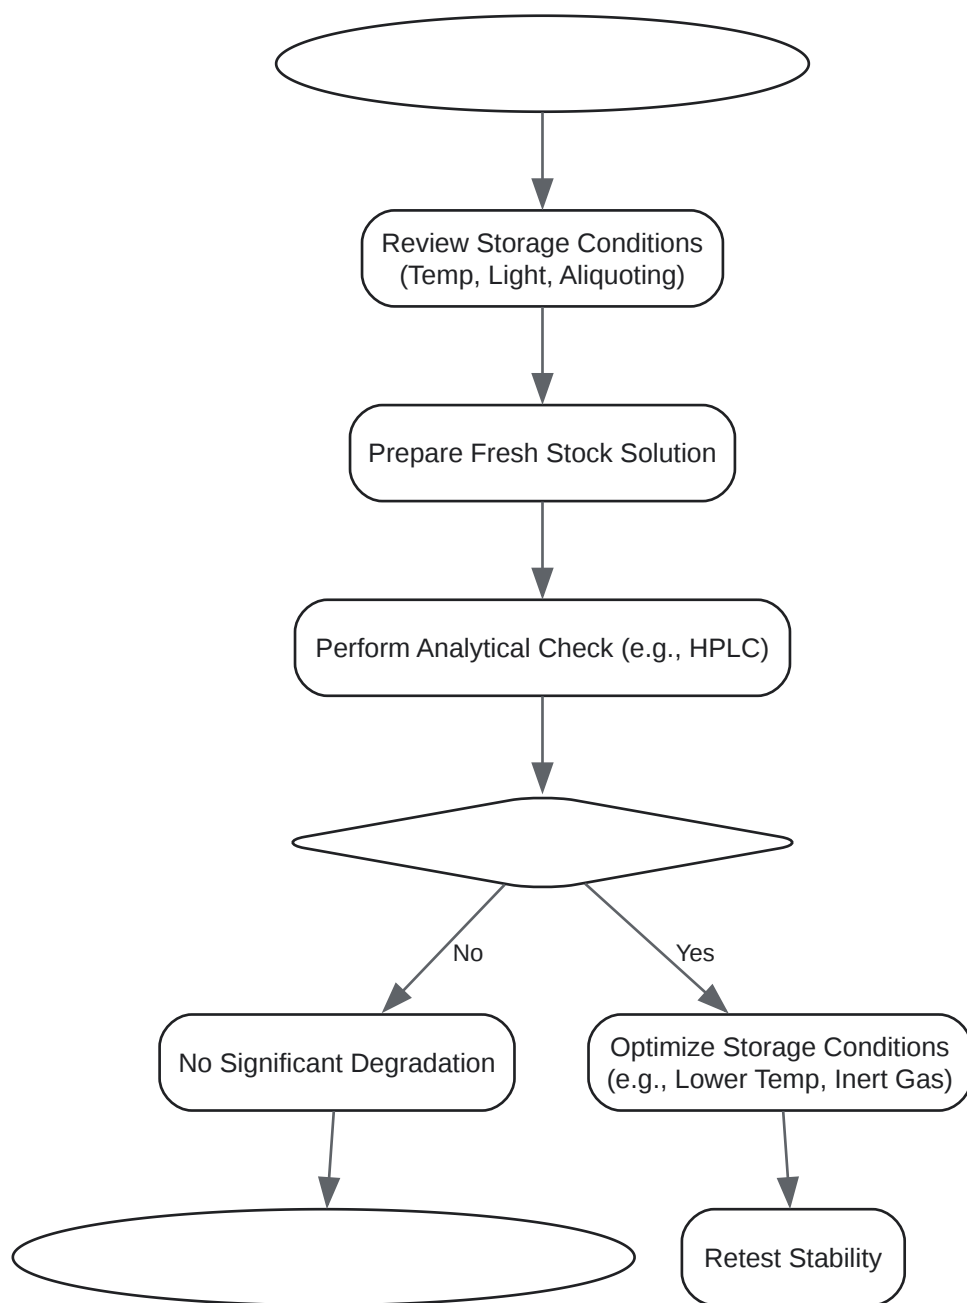 Review Storage Conditions
(Temp, Light, Aliquoting)
Prepare Fresh Stock Solution
Perform Analytical Check (e.g., HPLC)
No
Yes
No Significant Degradation
Optimize Storage Conditions
(e.g., Lower Temp, Inert Gas)
Retest Stability